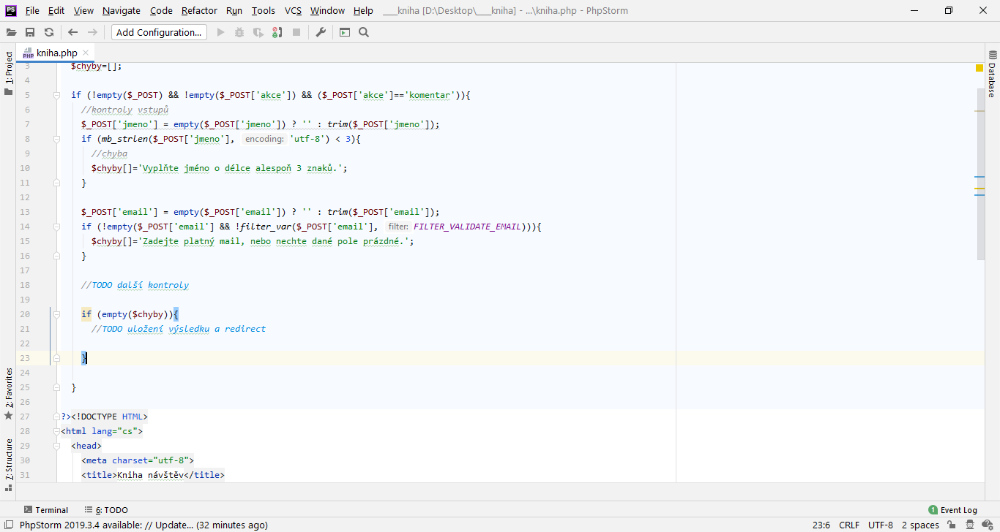 PS File Edit View Navigate Code Refactor Run Tools VCS Window Help ___kniha [D:\Desktop\___kniha] - ...\kniha.php - PhpStorm
Add Configuration...
1: Project
PHP kniha.php
Database
3 $chyby=[];
4
5 if (!empty($_POST) && !empty($_POST['akce']) && ($_POST['akce']=='komentar')){
6 //kontroly vstupů
7 $_POST['jmeno'] = empty($_POST['jmeno']) ? '' : trim($_POST['jmeno']);
8 if (mb_strlen($_POST['jmeno'], encoding: 'utf-8') < 3){
9 //chyba
10 $chyby[]='Vyplňte jméno o délce alespoň 3 znaků.';
11 }
12
13 $_POST['email'] = empty($_POST['email']) ? '' : trim($_POST['email']);
14 if (!empty($_POST['email'] && !filter_var($_POST['email'], filter: FILTER_VALIDATE_EMAIL))){
15 $chyby[]='Zadejte platný mail, nebo nechte dané pole prázdné.';
16 }
17
18 //TODO další kontroly
19
20 if (empty($chyby)){
21 //TODO uložení výsledku a redirect
22
23 }
24
25 }
26
27 ?><!DOCTYPE HTML>
28 <html lang="cs">
29 <head>
30 <meta charset="utf-8">
31 <title>Kniha návštěv</title>
2: Favorites
7: Structure
Terminal 6: TODO 1 Event Log
PhpStorm 2019.3.4 available: // Update... (32 minutes ago) 23:6 CRLF UTF-8 2 spaces